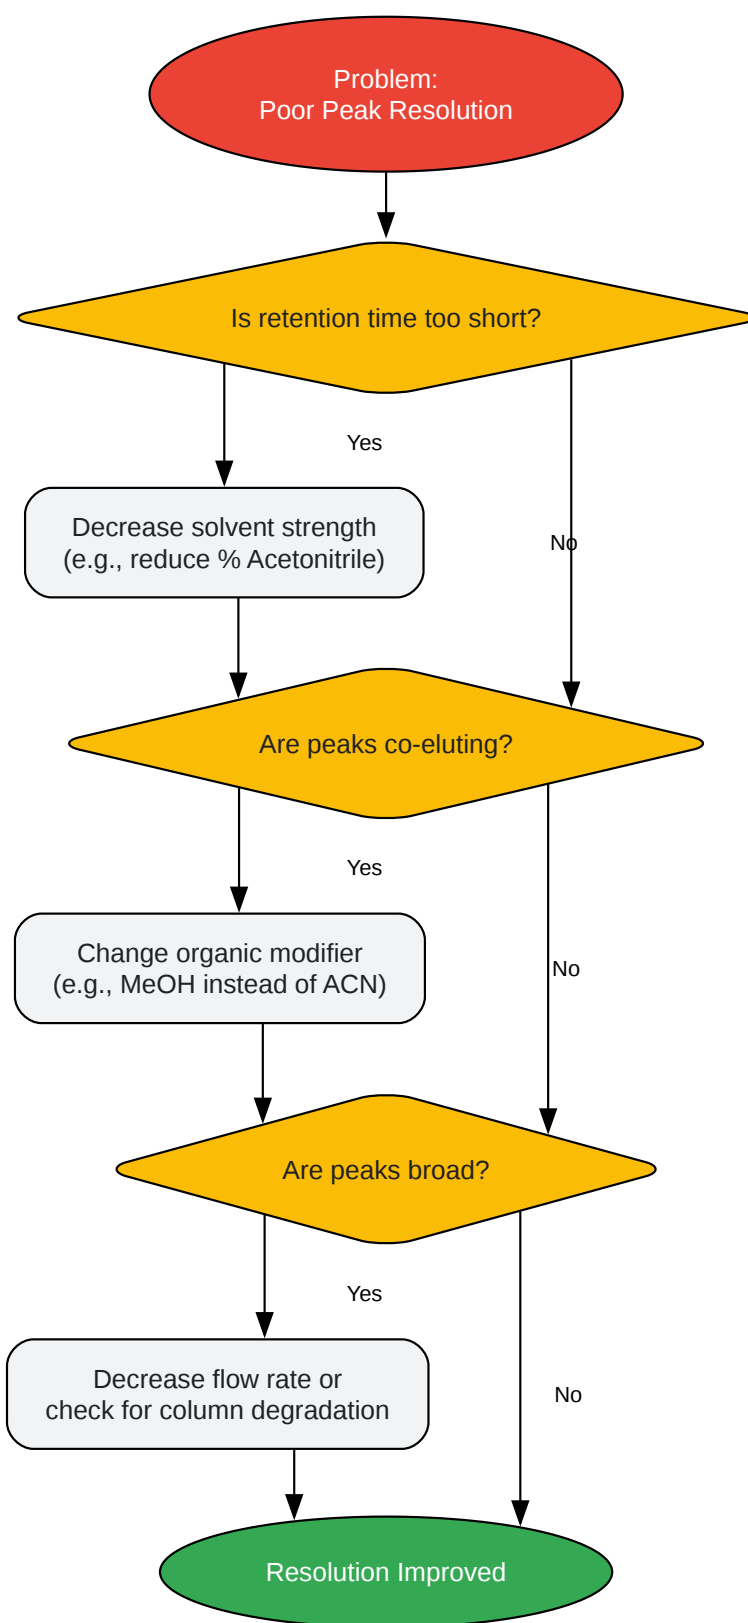 Problem:
Poor Peak Resolution
Is retention time too short?
Yes
Decrease solvent strength
(e.g., reduce % Acetonitrile)
No
Are peaks co-eluting?
Yes
Change organic modifier
(e.g., MeOH instead of ACN)
No
Are peaks broad?
Yes
Decrease flow rate or
check for column degradation
No
Resolution Improved